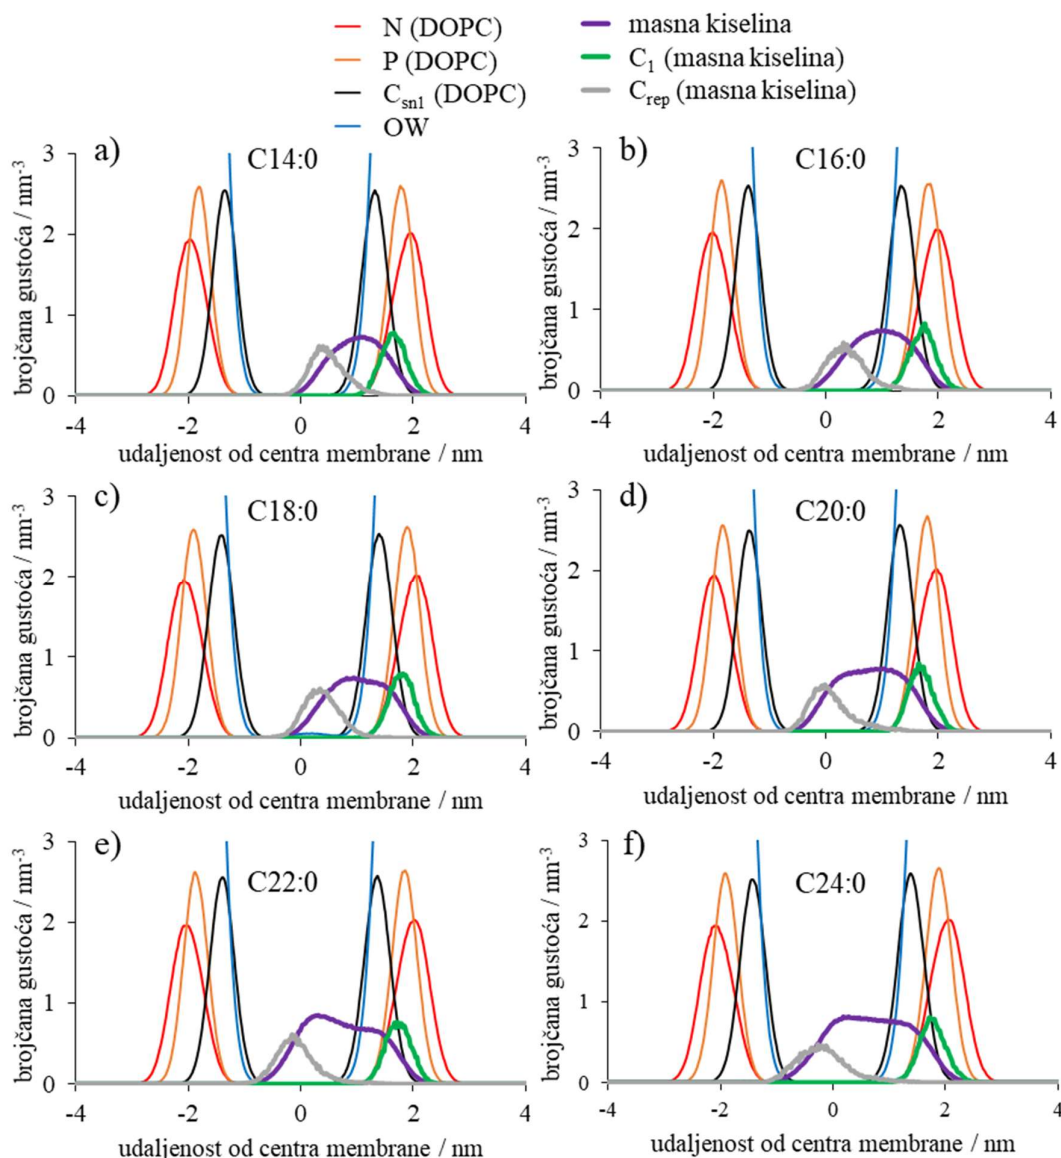 N (DOPC)
P (DOPC)
C_sn1 (DOPC)
OW
masna kiselina
C_1 (masna kiselina)
C_rep (masna kiselina)
a)
C14:0
brojčana gustoća / nm^-3
3
2
1
0
-4 -2 0 2 4
udaljenost od centra membrane / nm
b)
C16:0
brojčana gustoća / nm^-3
3
2
1
0
-4 -2 0 2 4
udaljenost od centra membrane / nm
c)
C18:0
brojčana gustoća / nm^-3
3
2
1
0
-4 -2 0 2 4
udaljenost od centra membrane / nm
d)
C20:0
brojčana gustoća / nm^-3
3
2
1
0
-4 -2 0 2 4
udaljenost od centra membrane / nm
e)
C22:0
brojčana gustoća / nm^-3
3
2
1
0
-4 -2 0 2 4
udaljenost od centra membrane / nm
f)
C24:0
brojčana gustoća / nm^-3
3
2
1
0
-4 -2 0 2 4
udaljenost od centra membrane / nm